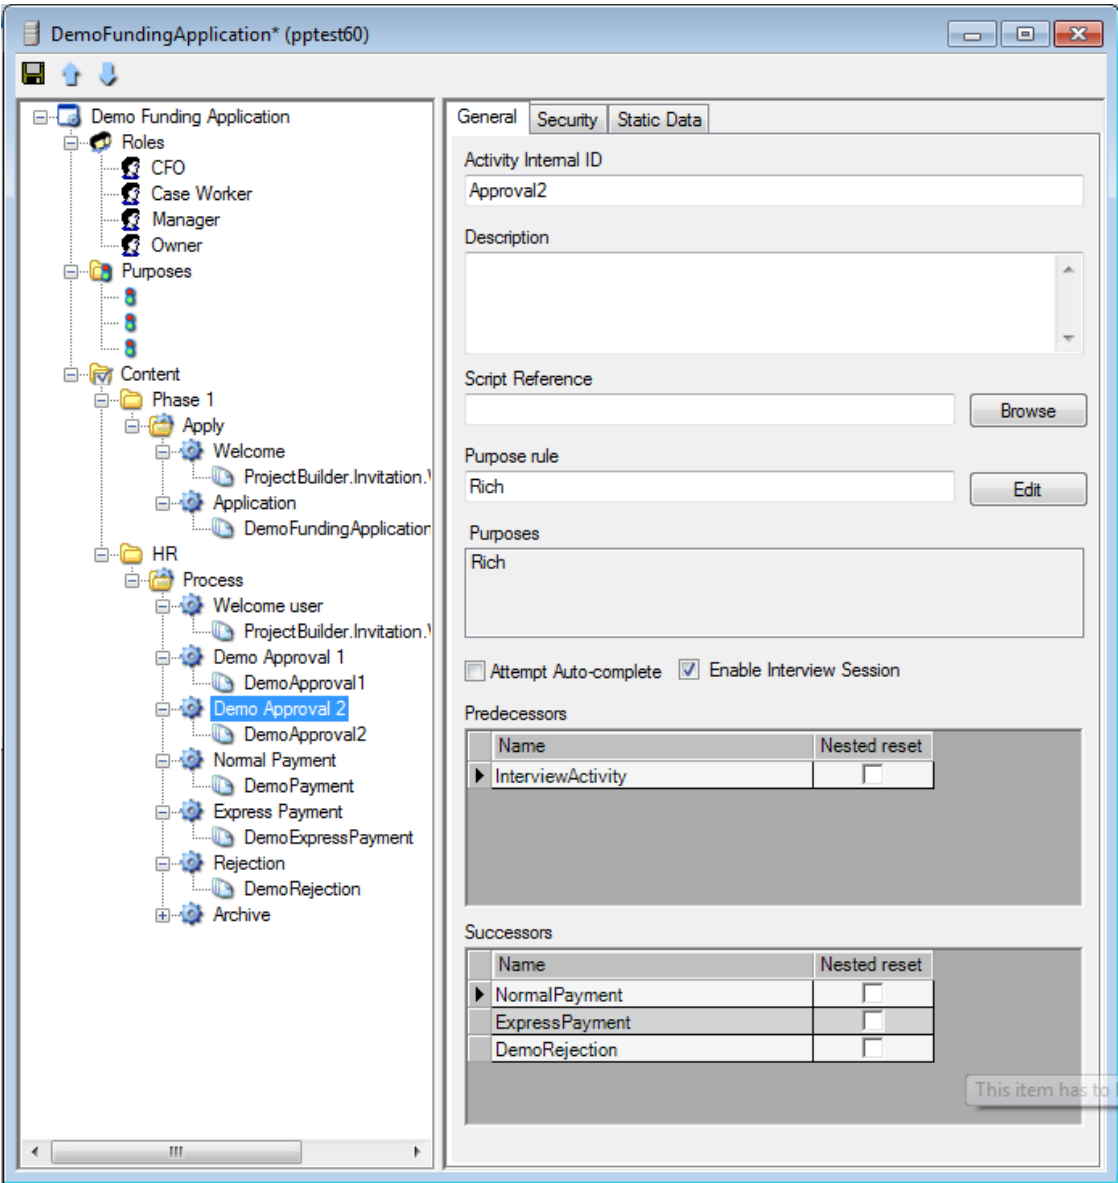 DemoFundingApplication* (pptest60)
Demo Funding Application
Roles
CFO
Case Worker
Manager
Owner
Purposes
Content
Phase 1
Apply
Welcome
ProjectBuilder.Invitation.
Application
DemoFundingApplication
HR
Process
Welcome user
ProjectBuilder.Invitation.
Demo Approval 1
DemoApproval1
Demo Approval 2
DemoApproval2
Normal Payment
DemoPayment
Express Payment
DemoExpressPayment
Rejection
DemoRejection
Archive
General Security Static Data
Activity Internal ID
Approval2
Description
Script Reference
Browse
Purpose rule
Rich Edit
Purposes
Rich
Attempt Auto-complete Enable Interview Session
Predecessors
Name Nested reset
InterviewActivity
Successors
Name Nested reset
NormalPayment
ExpressPayment
DemoRejection
This item has to